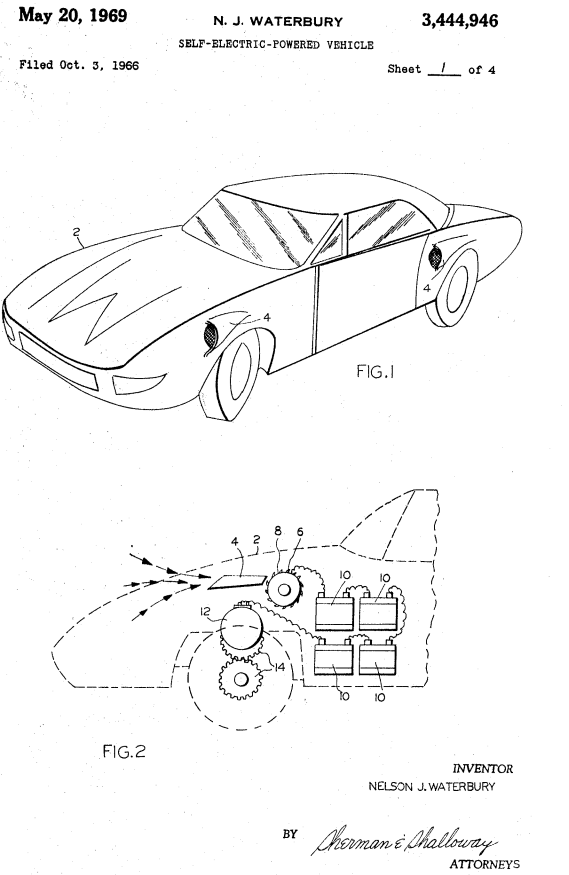 May 20, 1969
N. J. WATERBURY
3,444,946
SELF-ELECTRIC-POWERED VEHICLE
Filed Oct. 3, 1966
Sheet 1 of 4
2
4
4
FIG.1
4
2
8
6
10
10
12
14
10
10
FIG.2
INVENTOR
NELSON J. WATERBURY
BY Sherman & Shalloway
ATTORNEYS